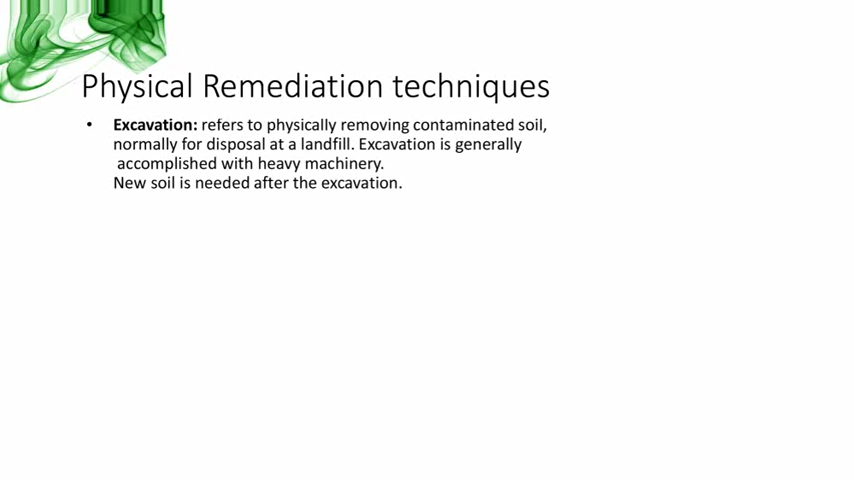 Physical Remediation techniques
• Excavation: refers to physically removing contaminated soil,
normally for disposal at a landfill. Excavation is generally
accomplished with heavy machinery.
New soil is needed after the excavation.